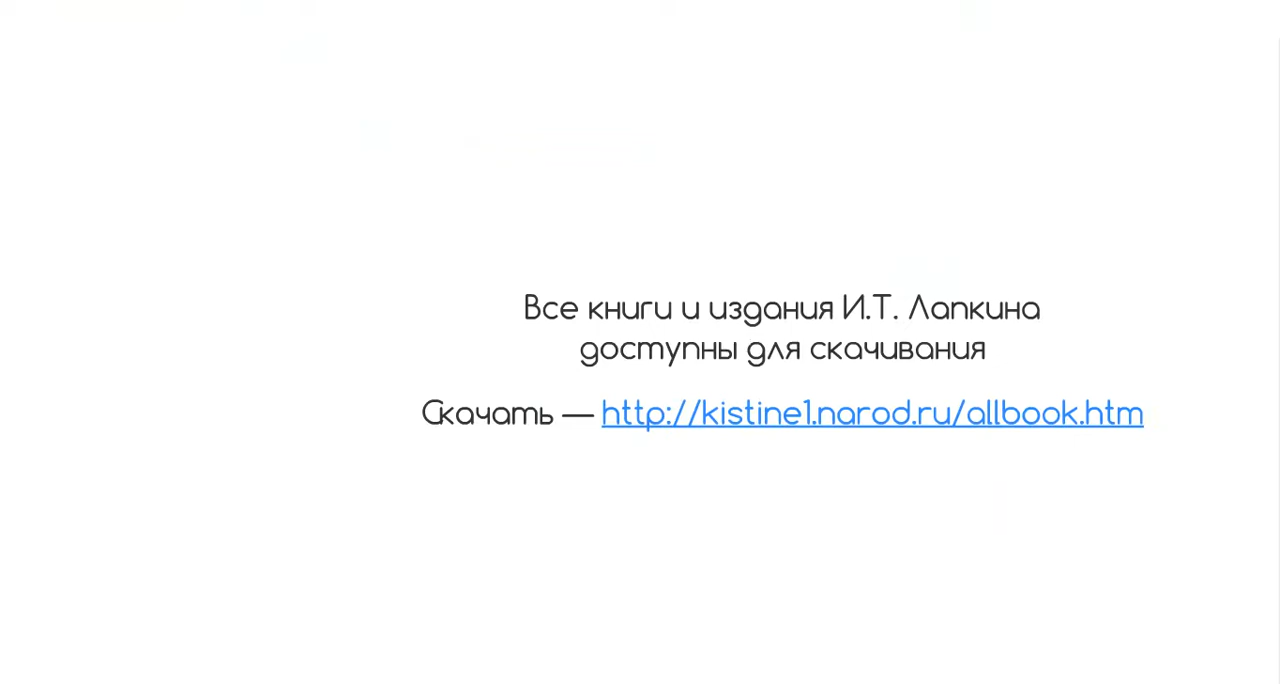 Все книги и издания И.Т. Лапкина
доступны для скачивания
Скачать — http://kistine1.narod.ru/allbook.htm